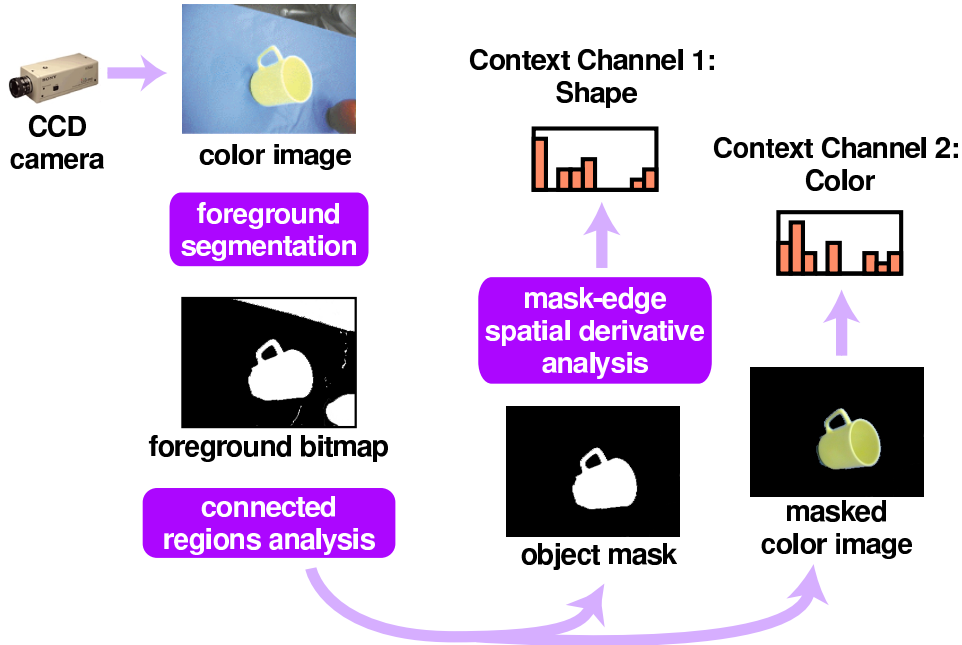 CCD
camera
color image
foreground
segmentation
foreground bitmap
connected
regions analysis
Context Channel 1:
Shape
mask-edge
spatial derivative
analysis
object mask
Context Channel 2:
Color
masked
color image
SONY